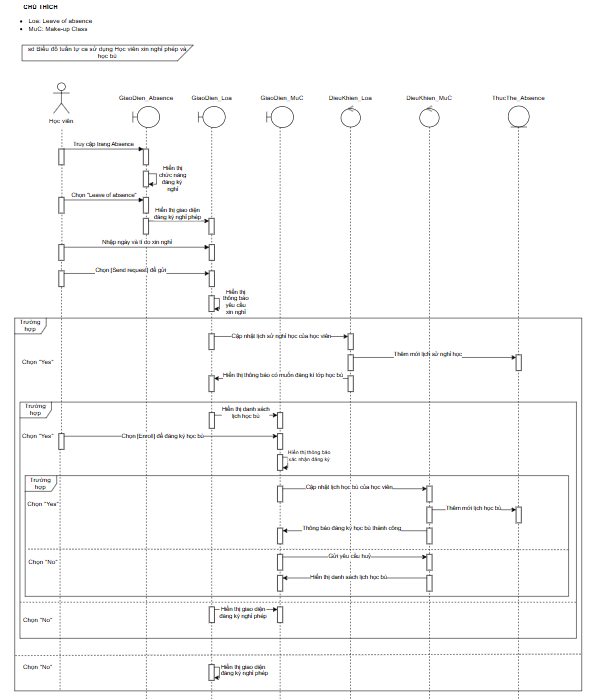 CHÚ THÍCH
Loa: Leave of absence
MuC: Make-up Class
sd Biểu đồ tuần tự ca sử dụng Học viên xin nghỉ phép và
học bù
GiaoDien_Absence
GiaoDien_Loa
GiaoDien_MuC
DieuKhien_Loa
DieuKhien_MuC
ThucThe_Absence
Học viên
Truy cập trang Absence
Hiển thị
chức năng
đăng ký
nghỉ
Chọn "Leave of absence"
Hiển thị giao diện
đăng ký nghỉ phép
Nhập ngày và lí do xin nghỉ
Chọn [Send request] để gửi
Hiển thị
thông báo
yêu cầu
xin nghỉ
Trường
hợp
Cập nhật lịch sử nghỉ học của học viên
Thêm mới lịch sử nghỉ học
Chọn "Yes"
Hiển thị thông báo có muốn đăng kí lớp học bù
Trường
hợp
Hiển thị danh sách
lịch học bù
Chọn "Yes"
Chọn [Enroll] để đăng ký học bù
Hiển thị thông báo
xác nhận đăng ký
Trường
hợp
Cập nhật lịch học bù của học viên
Chọn "Yes"
Thêm mới lịch học bù
Thông báo đăng ký học bù thành công
Chọn "No"
Gửi yêu cầu huỷ
Hiển thị danh sách lịch học bù
Chọn "No"
Hiển thị giao diện
đăng ký nghỉ phép
Chọn "No"
Hiển thị giao diện
đăng ký nghỉ phép